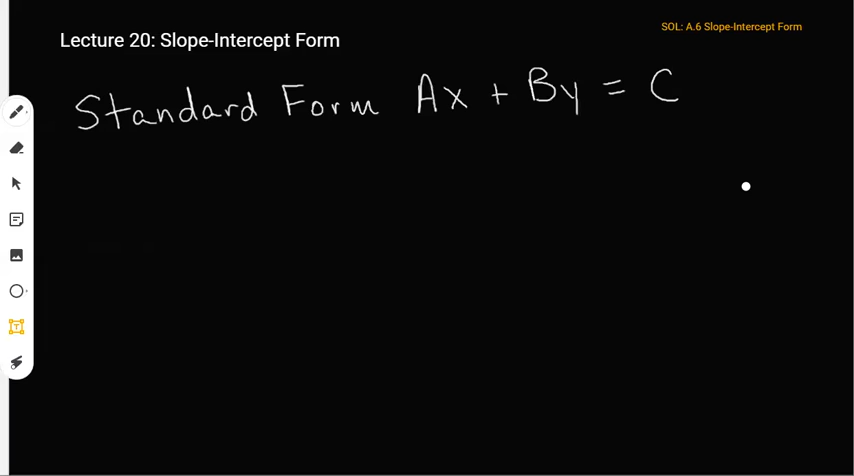 SOL: A.6 Slope-Intercept Form
Lecture 20: Slope-Intercept Form
Standard Form Ax + By = C
T